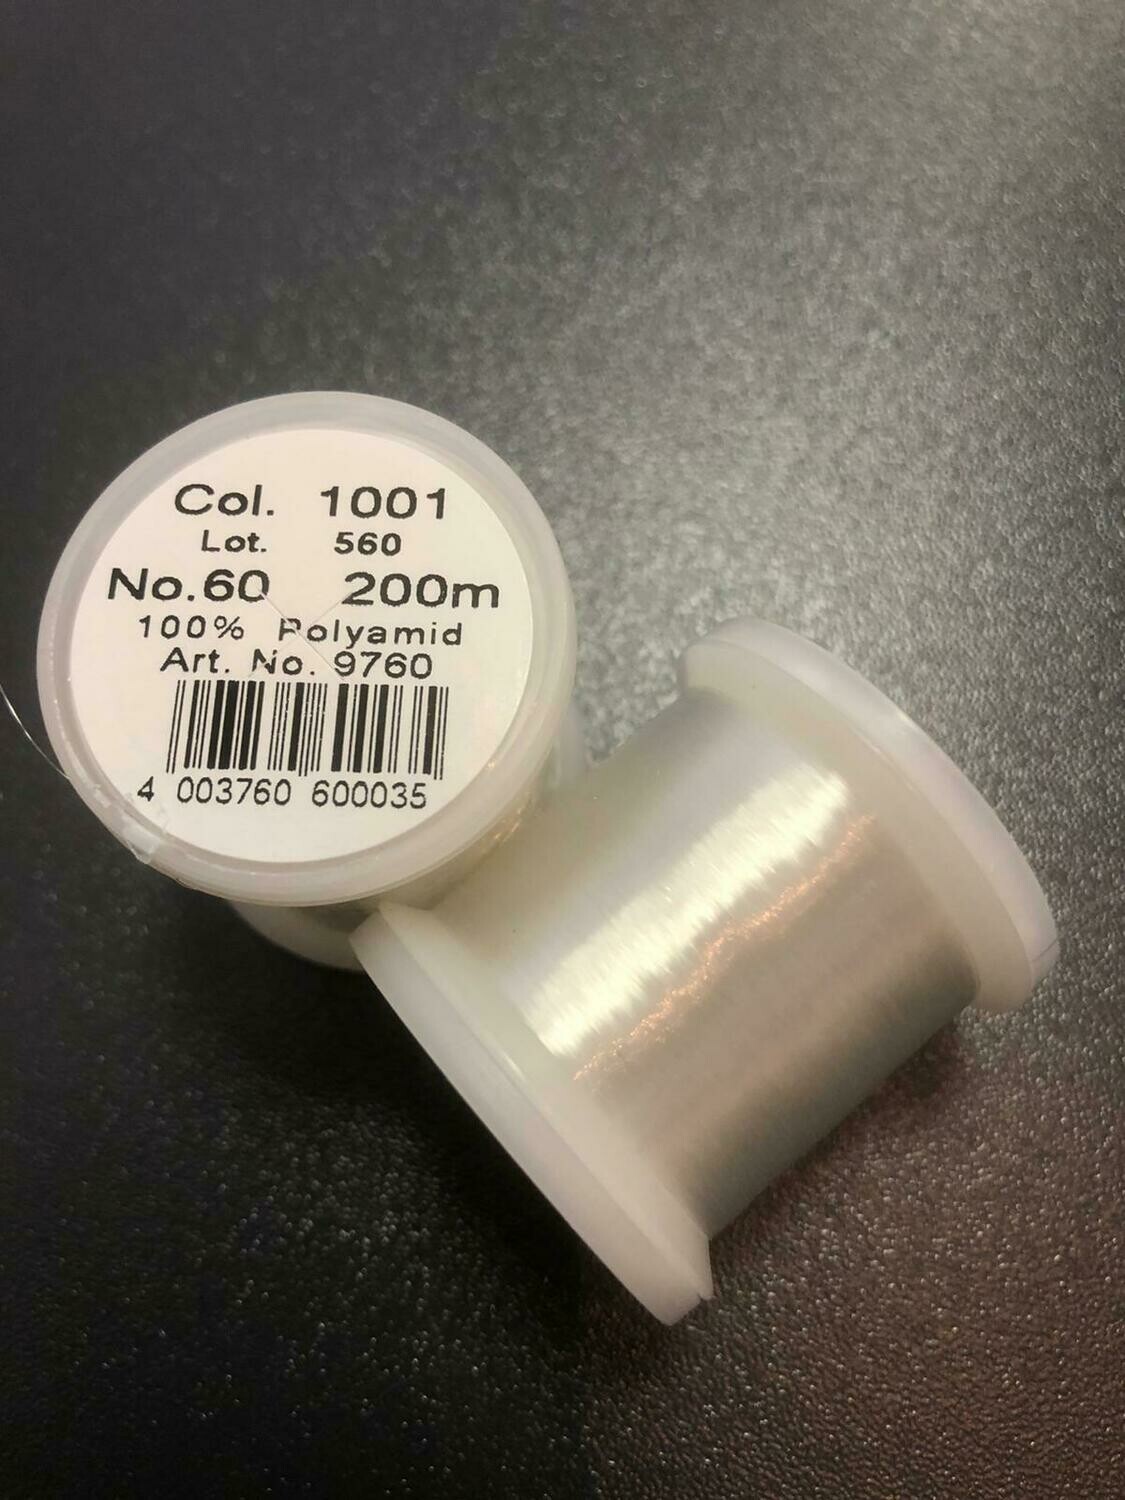 Col. 1001
Lot. 560
No.60 200m
100% Polyamid
Art. No. 9760
4 003760 600035